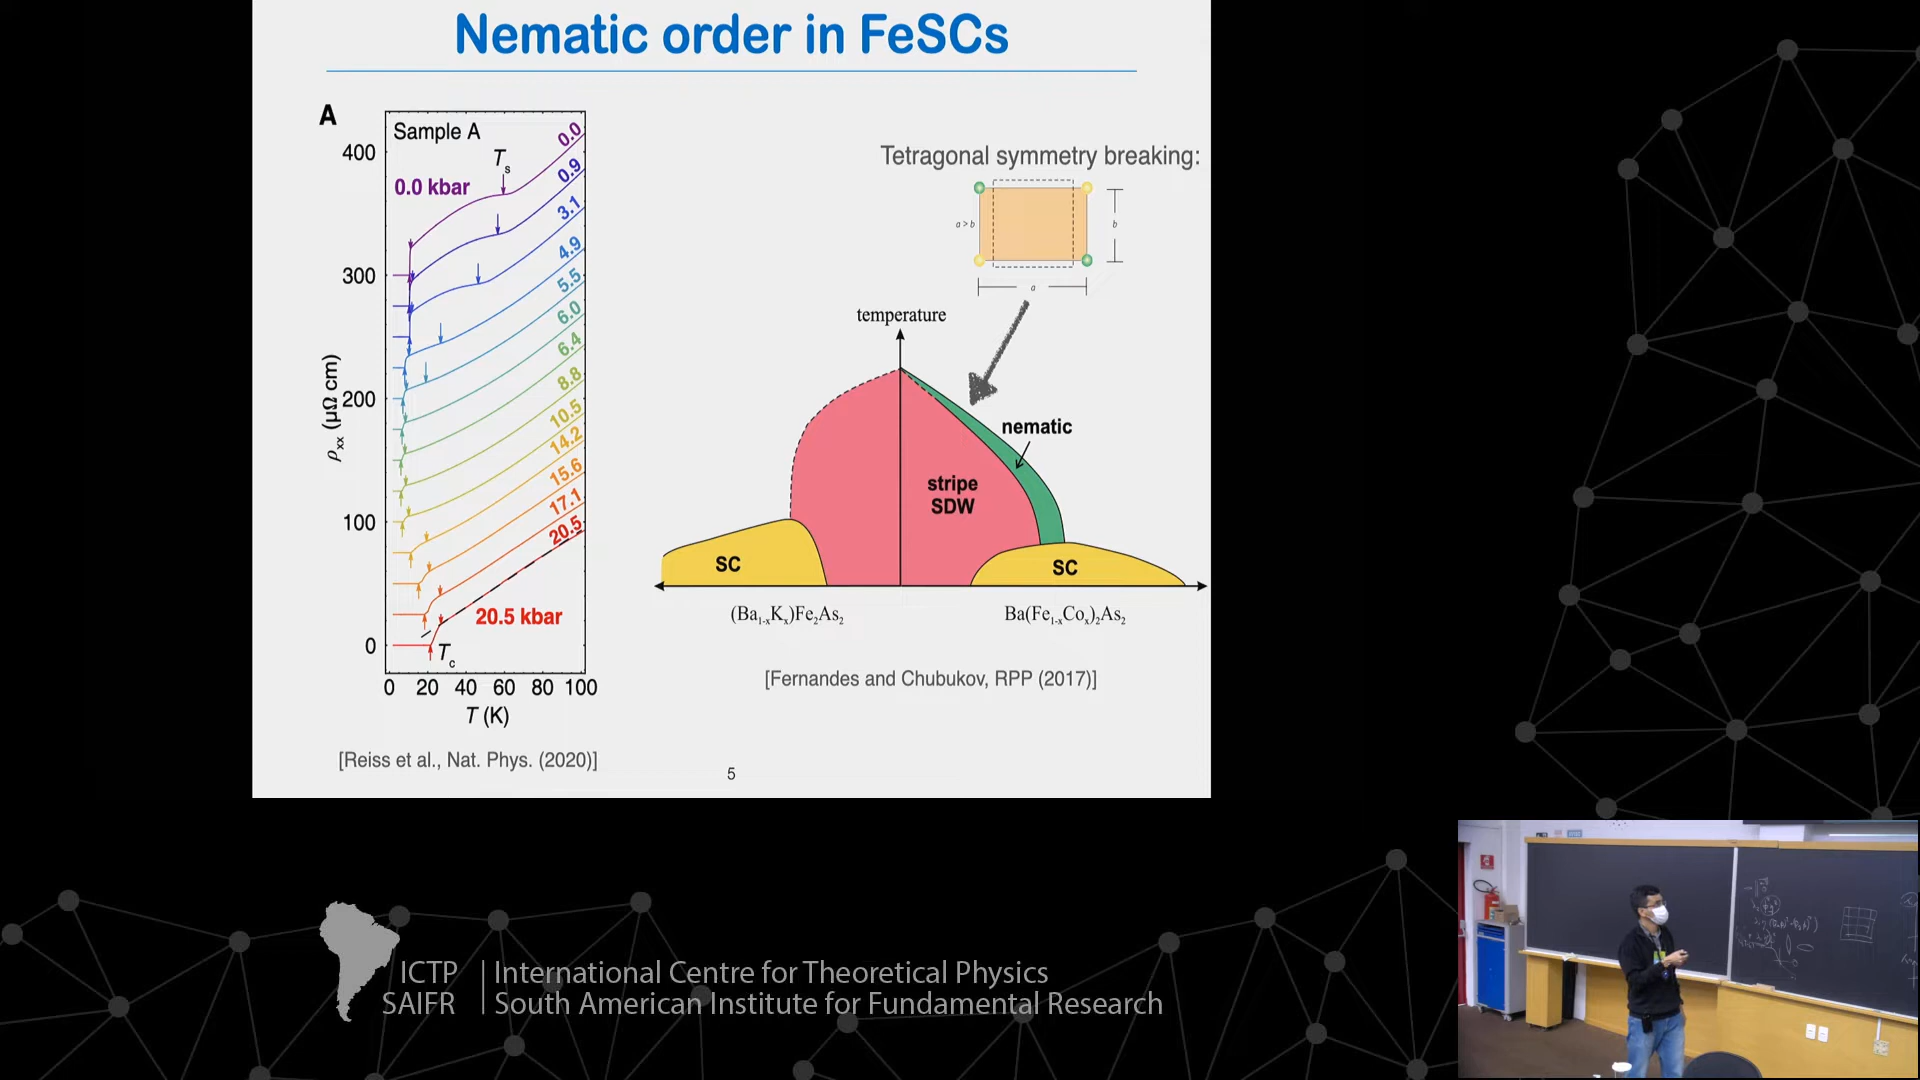 Nematic order in FeSCs
A
Sample A
T_s
0.0 kbar
0.0
0.9
3.1
4.9
5.5
6.0
6.4
8.8
10.5
14.2
15.6
17.1
20.5
20.5 kbar
T_c
400
300
200
100
0
ρ_xx (μΩ cm)
0 20 40 60 80 100
T (K)
[Reiss et al., Nat. Phys. (2020)]
Tetragonal symmetry breaking:
a > b
b
a
temperature
nematic
stripe
SDW
SC
SC
(Ba₁₋ₓKₓ)Fe₂As₂
Ba(Fe₁₋ₓCoₓ)₂As₂
[Fernandes and Chubukov, RPP (2017)]
5
ICTP
SAIFR
International Centre for Theoretical Physics
South American Institute for Fundamental Research